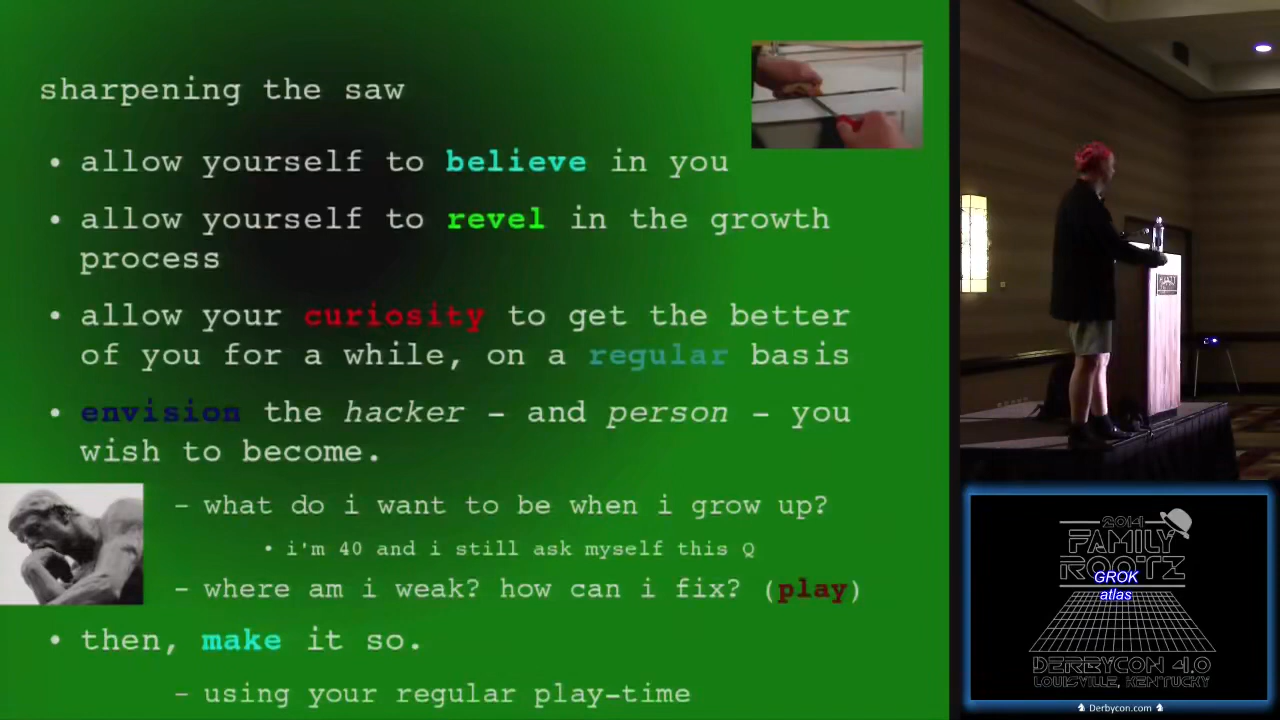 sharpening the saw
• allow yourself to believe in you
• allow yourself to revel in the growth
process
• allow your curiosity to get the better
of you for a while, on a regular basis
• envision the hacker – and person – you
wish to become.
– what do i want to be when i grow up?
• i'm 40 and i still ask myself this Q
– where am i weak? how can i fix? (play)
• then, make it so.
– using your regular play-time
2014
FAMILY
ROOTZ
GROK
atlas
DERBYCON 4.0
LOUISVILLE, KENTUCKY
Derbycon.com